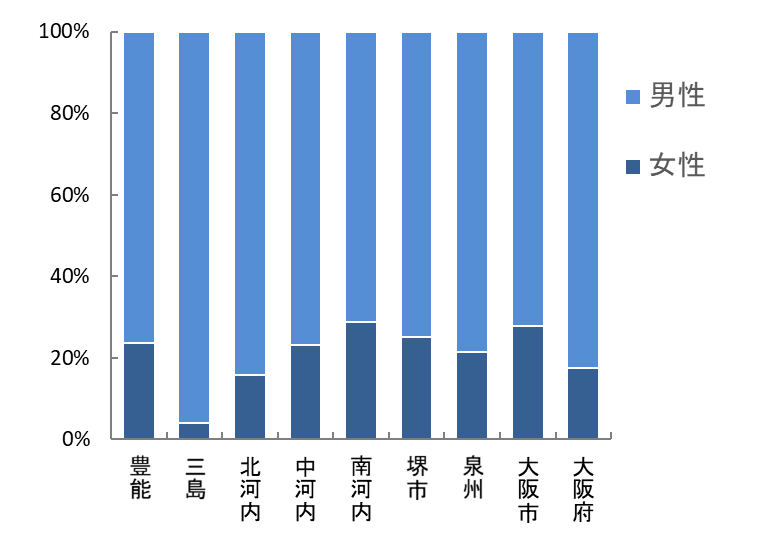 100%
80%
60%
40%
20%
0%
男性
女性
豊能
三島
北河内
中河内
南河内
堺市
泉州
大阪市
大阪府